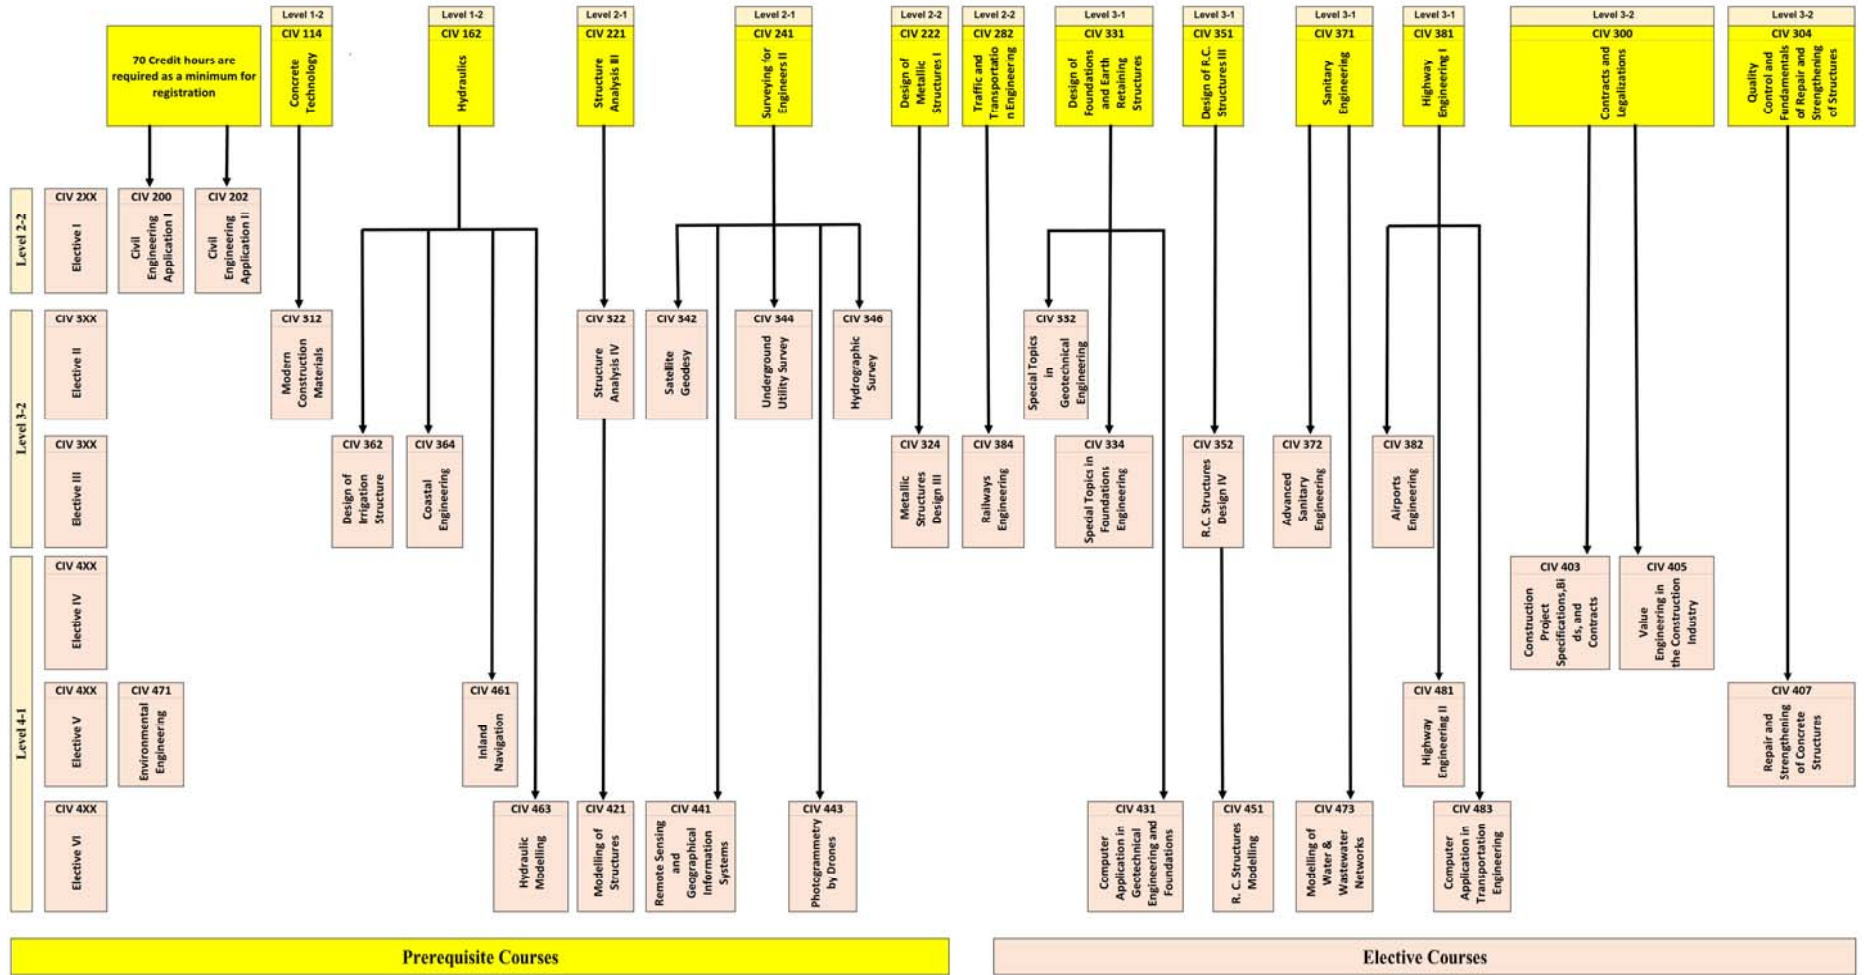 Level 1-2
CIV 114
Concrete
Technology
Level 1-2
CIV 162
Hydraulics
Level 2-1
CIV 221
Structure
Analysis III
Level 2-1
CIV 241
Surveying for
Engineers II
Level 2-2
CIV 222
Design of
Metallic
Structures I
Level 2-2
CIV 282
Traffic and
Transportatio
n Engineering
Level 3-1
CIV 331
Design of
Foundations
and Earth
Retaining
Structures
Level 3-1
CIV 351
Design of R.C.
Structures III
Level 3-1
CIV 371
Sanitary
Engineering
Level 3-1
CIV 381
Highway
Engineering I
Level 3-2
CIV 300
Contracts and
Legalizations
Level 3-2
CIV 304
Quality
Control and
Fundamentals
of Repair and
Strengthening
of Structures
70 Credit hours are
required as a minimum for
registration
Level 2-2
CIV 2XX
Elective I
CIV 200
Civil
Engineering
Application I
CIV 202
Civil
Engineering
Application II
Level 3-2
CIV 3XX
Elective II
CIV 312
Modern
Construction
Materials
CIV 322
Structure
Analysis IV
CIV 342
Satellite
Geodesy
CIV 344
Underground
Utility Survey
CIV 346
Hydrographic
Survey
CIV 332
Special Topics
in
Geotechnical
Engineering
CIV 3XX
Elective III
CIV 362
Design of
Irrigation
Structure
CIV 364
Coastal
Engineering
CIV 324
Metallic
Structures
Design III
CIV 384
Railways
Engineering
CIV 334
Special Topics in
Foundations
Engineering
CIV 352
R.C. Structures
Design IV
CIV 372
Advanced
Sanitary
Engineering
CIV 382
Airports
Engineering
Level 4-1
CIV 4XX
Elective IV
CIV 403
Construction
Project
Specifications,Bi
ds, and
Contracts
CIV 405
Value
Engineering in
the Construction
Industry
CIV 4XX
Elective V
CIV 471
Environmental
Engineering
CIV 461
Inland
Navigation
CIV 481
Highway
Engineering II
CIV 407
Repair and
Strengthening
of Concrete
Structures
CIV 4XX
Elective VI
CIV 463
Hydraulic
Modelling
CIV 421
Modelling of
Structures
CIV 441
Remote Sensing
and
Geographical
Information
Systems
CIV 443
Photogrammetry
by Drones
CIV 431
Computer
Application in
Geotechnical
Engineering and
Foundations
CIV 451
R. C. Structures
Modelling
CIV 473
Modelling of
Water &
Wastewater
Networks
CIV 483
Computer
Application in
Transportation
Engineering
Prerequisite Courses
Elective Courses